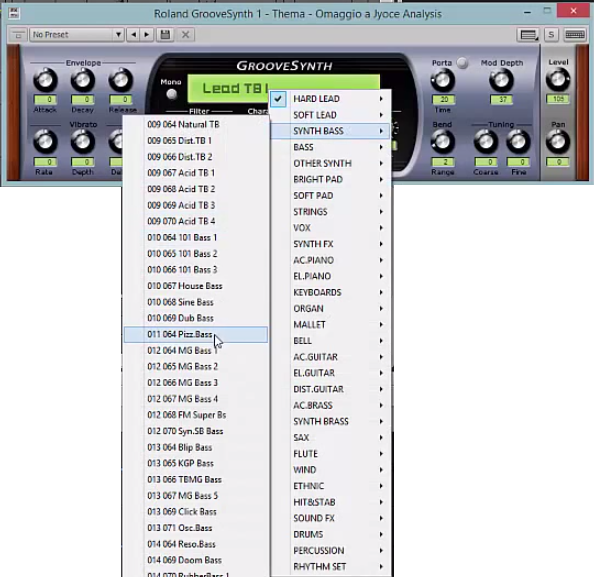 Roland GrooveSynth 1 - Thema - Omaggio a Jyoce Analysis
No Preset
S
GROOVESYNTH
Envelope
0 0 0
Attack Decay Release
Vibrato
0 0
Rate Depth
Mono
Lead TB
Filter
Porta
Mod Depth
20
37
Time
Bend
Tuning
2 0 0
Range Coarse Fine
Level
Pan
0
HARD LEAD
SOFT LEAD
SYNTH BASS
BASS
OTHER SYNTH
BRIGHT PAD
SOFT PAD
STRINGS
VOX
SYNTH FX
AC.PIANO
EL.PIANO
KEYBOARDS
ORGAN
MALLET
BELL
AC.GUITAR
EL.GUITAR
DIST.GUITAR
AC.BRASS
SYNTH BRASS
SAX
FLUTE
WIND
ETHNIC
HIT&STAB
SOUND FX
DRUMS
PERCUSSION
RHYTHM SET
009 064 Natural TB
009 065 Dist.TB 1
009 066 Dist.TB 2
009 067 Acid TB 1
009 068 Acid TB 2
009 069 Acid TB 3
009 070 Acid TB 4
010 064 101 Bass 1
010 065 101 Bass 2
010 066 101 Bass 3
010 067 House Bass
010 068 Sine Bass
010 069 Dub Bass
011 064 Pizz.Bass
012 064 MG Bass 1
012 065 MG Bass 2
012 066 MG Bass 3
012 067 MG Bass 4
012 068 FM Super Bs
012 070 Syn.SB Bass
013 064 Blip Bass
013 065 KGP Bass
013 066 TBMG Bass
013 067 MG Bass 5
013 069 Click Bass
013 071 Osc.Bass
014 064 Reso.Bass
014 069 Doom Bass
014 070 RubberBass 1